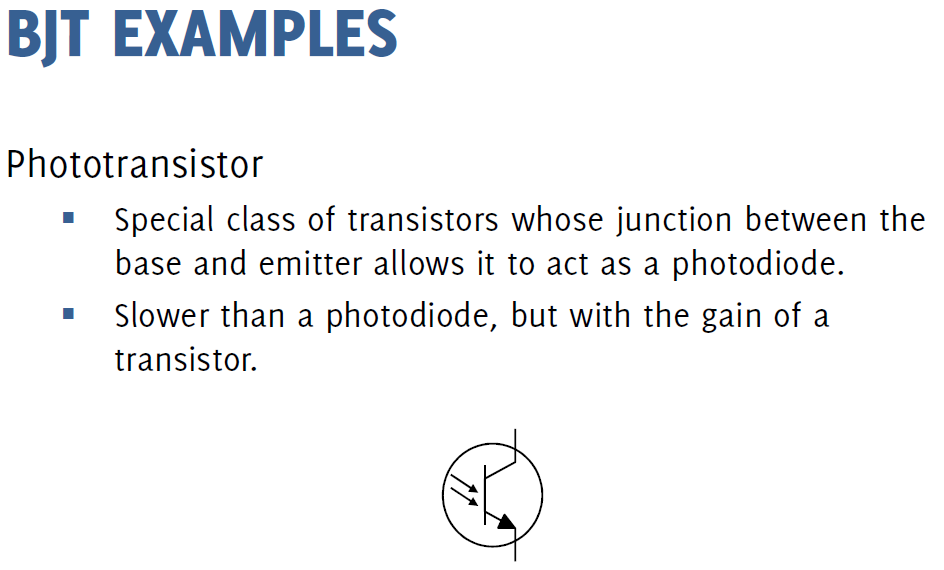 BJT EXAMPLES
Phototransistor
▪ Special class of transistors whose junction between the
base and emitter allows it to act as a photodiode.
▪ Slower than a photodiode, but with the gain of a
transistor.